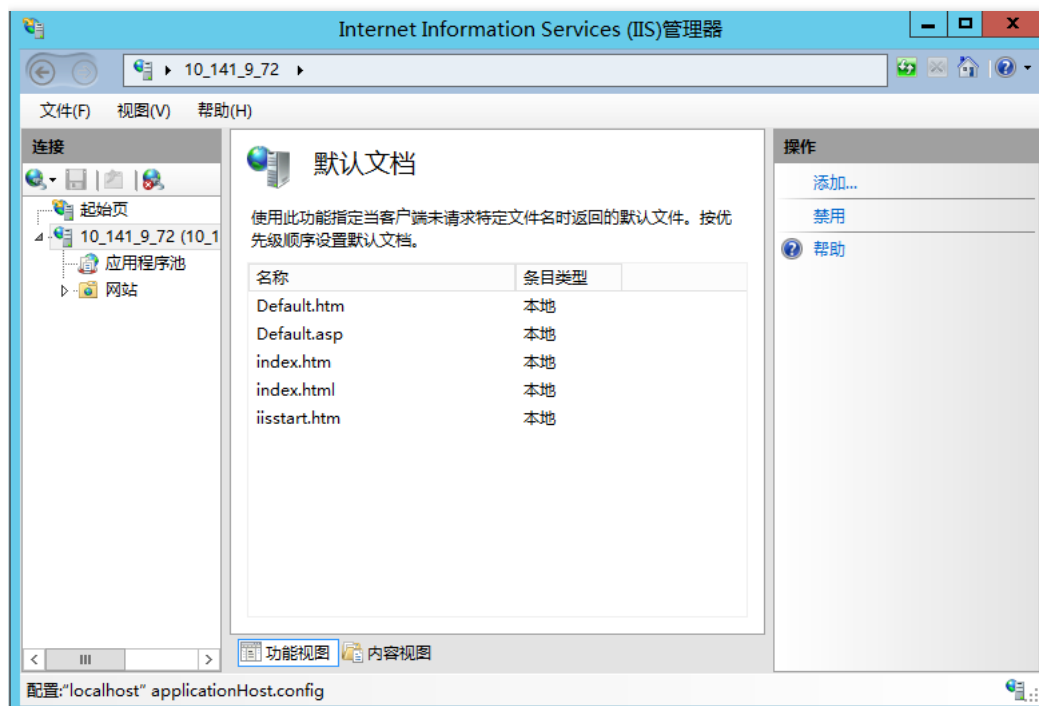 Internet Information Services (IIS)管理器
10_141_9_72
文件(F) 视图(V) 帮助(H)
连接
起始页
10_141_9_72 (10_1
应用程序池
网站
默认文档
使用此功能指定当客户端未请求特定文件名时返回的默认文件。按优
先级顺序设置默认文档。
名称 条目类型
Default.htm 本地
Default.asp 本地
index.htm 本地
index.html 本地
iisstart.htm 本地
功能视图 内容视图
操作
添加...
禁用
帮助
配置:"localhost" applicationHost.config